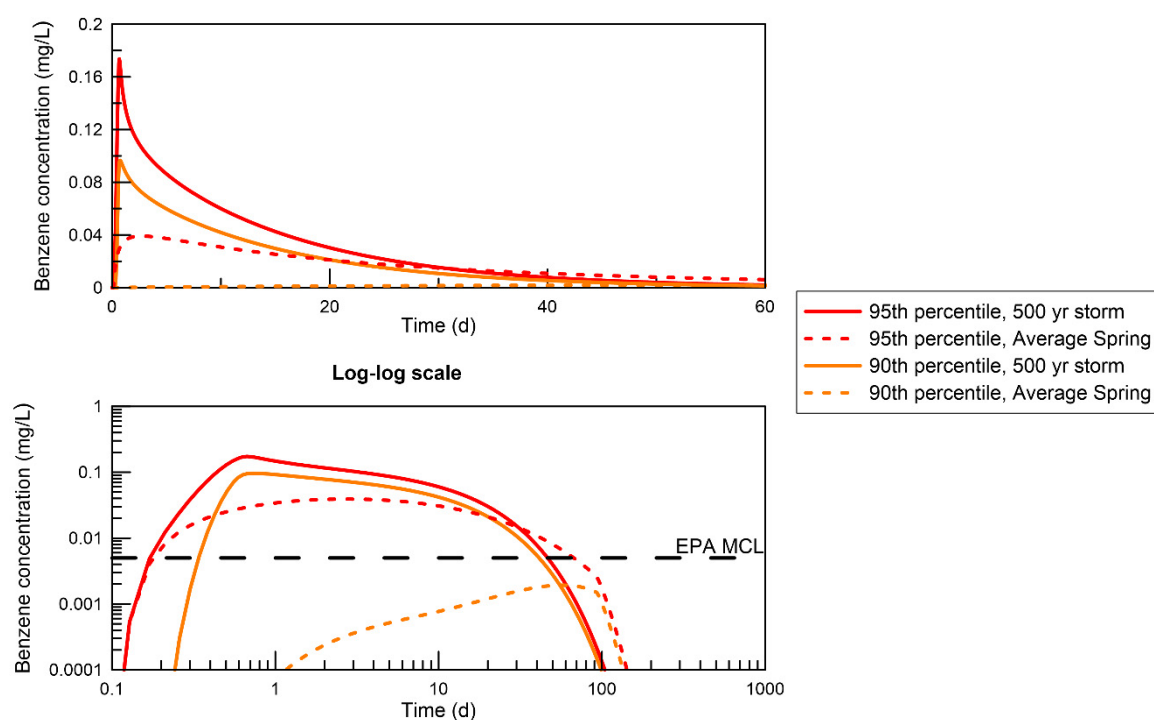 0.2
0.16
0.12
0.08
0.04
0
Benzene concentration (mg/L)
0 20 40 60
Time (d)
95th percentile, 500 yr storm
95th percentile, Average Spring
90th percentile, 500 yr storm
90th percentile, Average Spring
Log-log scale
1
0.1
0.01
0.001
0.0001
Benzene concentration (mg/L)
EPA MCL
0.1 1 10 100 1000
Time (d)